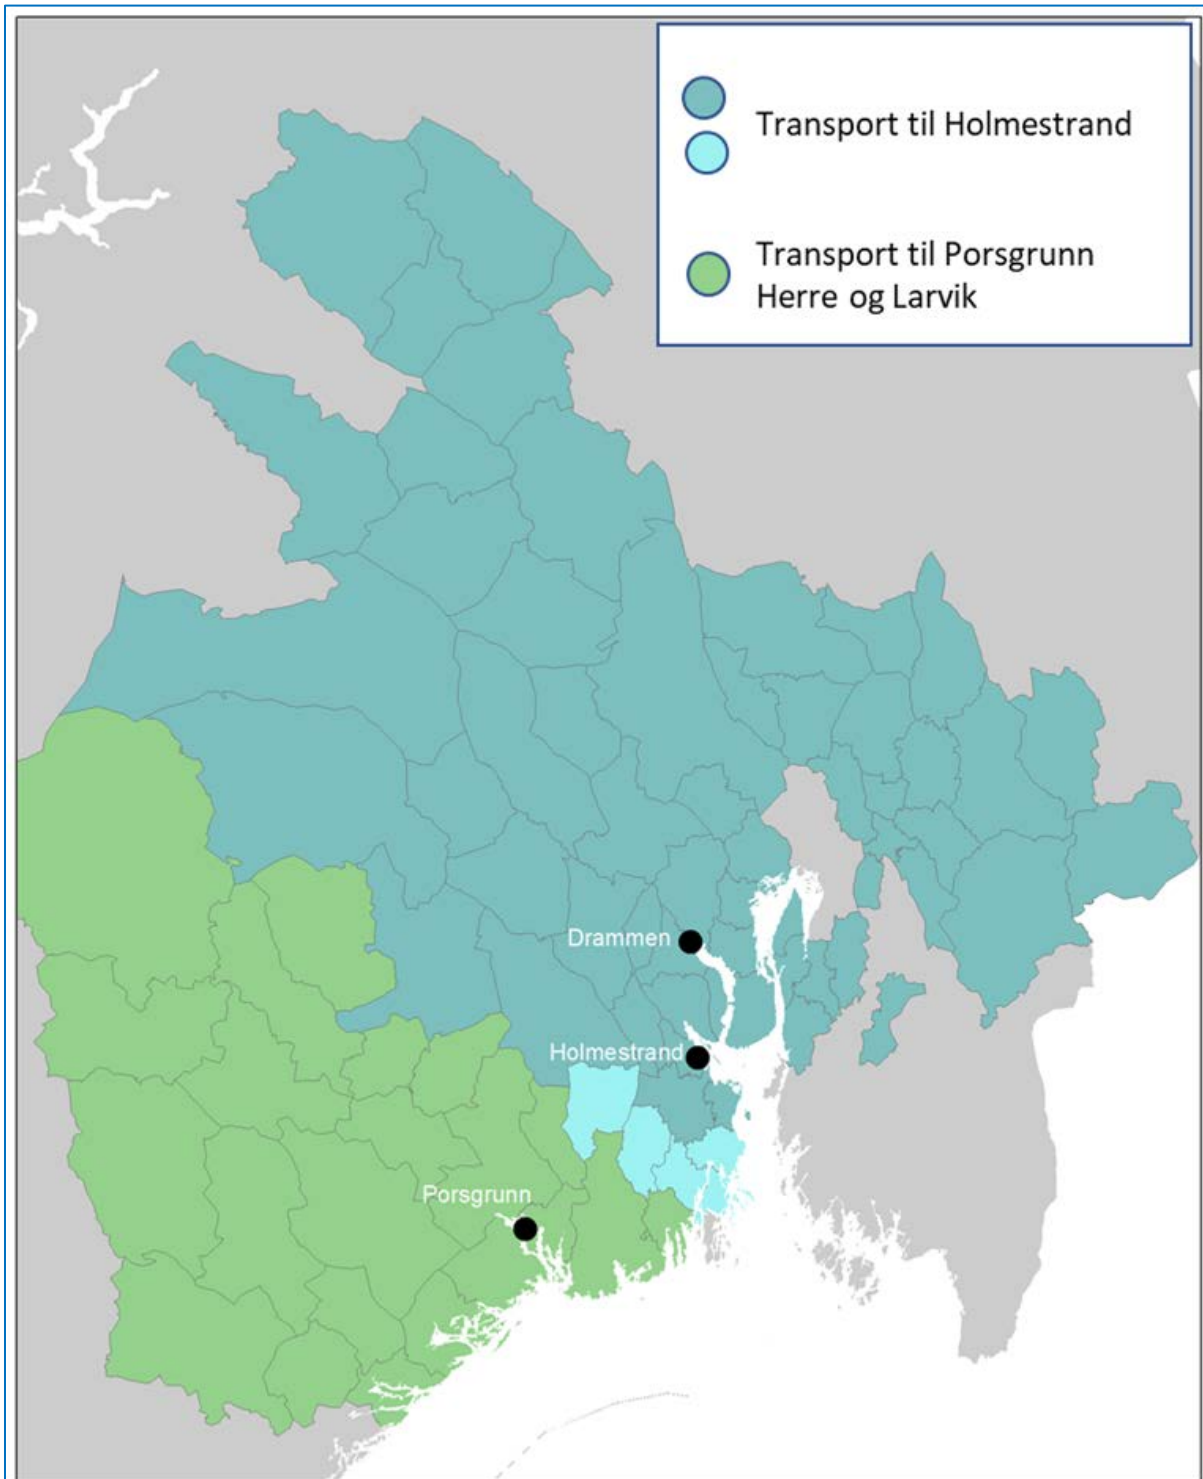 Transport til Holmestrand
Transport til Porsgrunn
Herre og Larvik
Drammen
Holmestrand
Porsgrunn